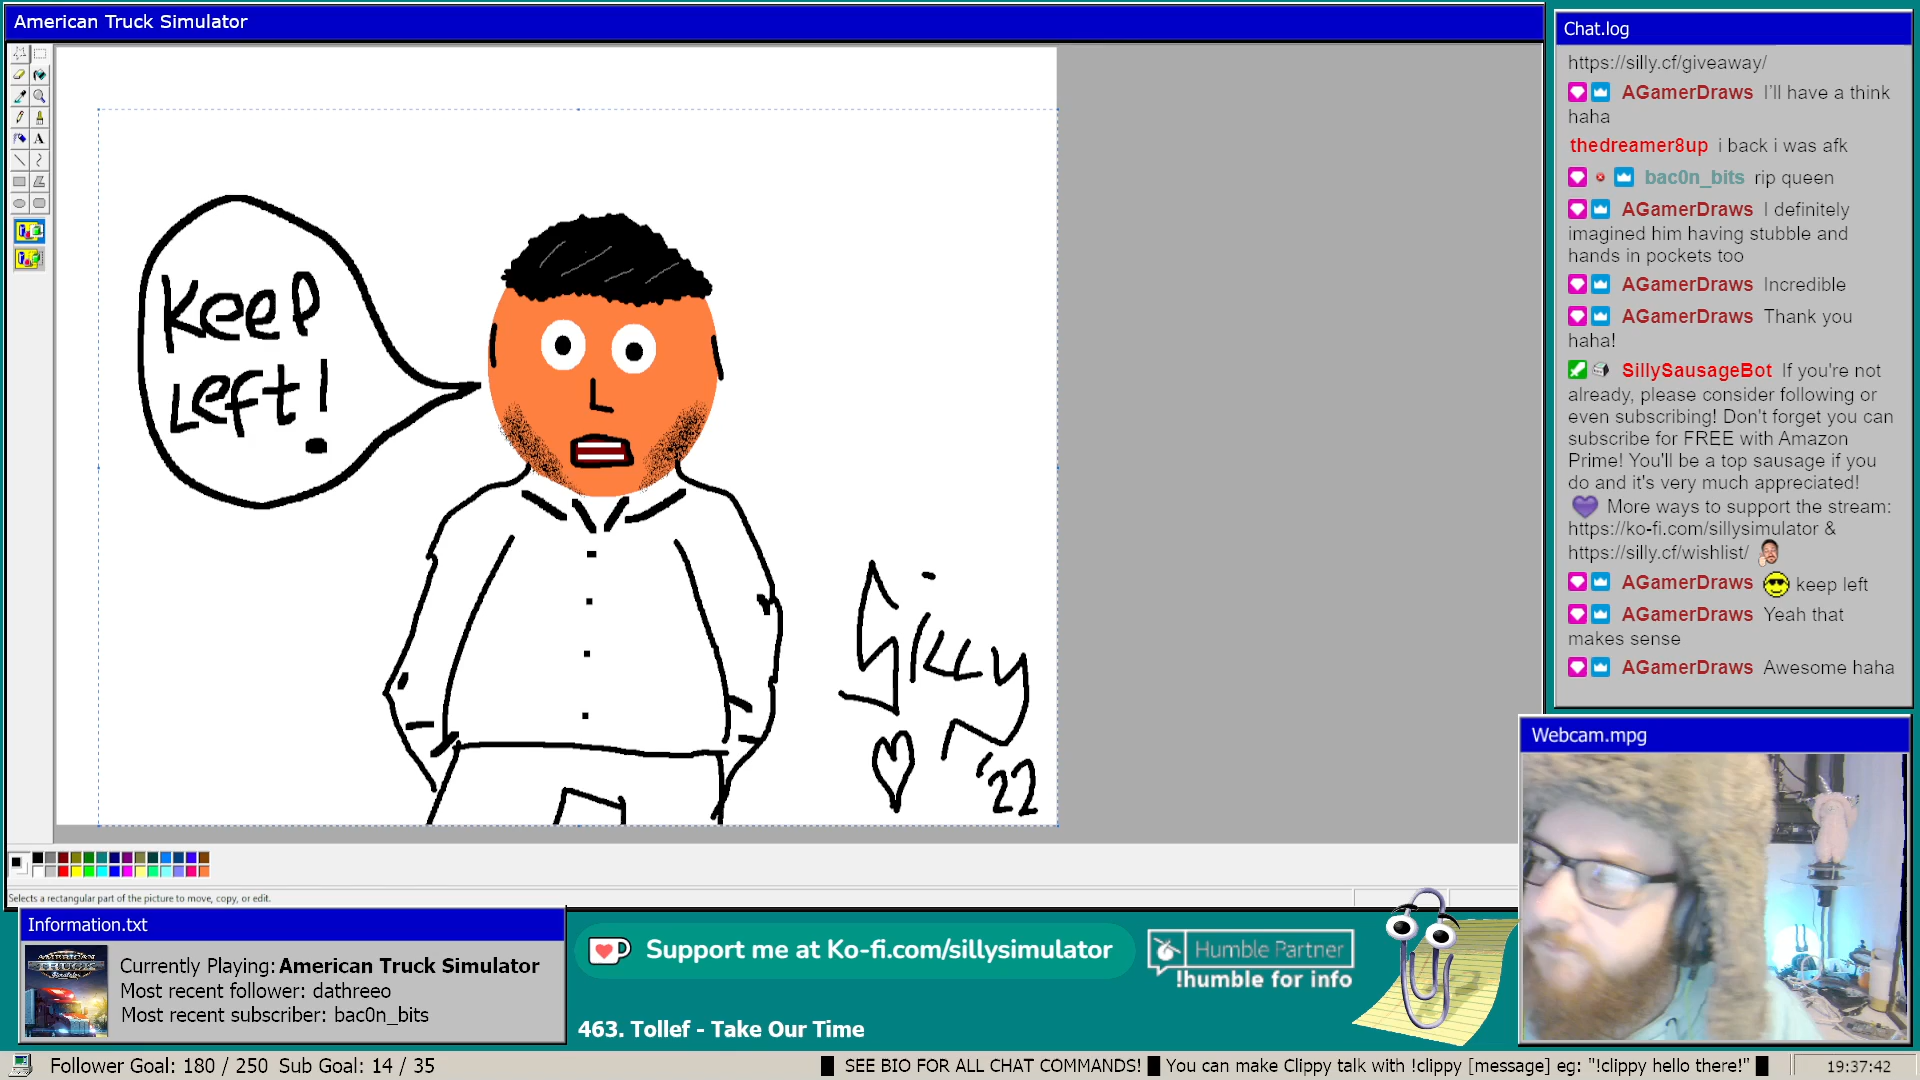 American Truck Simulator
Keep
Left!
Silly
'22
Selects a rectangular part of the picture to move, copy, or edit.
Chat.log
https://silly.cf/giveaway/
AGamerDraws I'll have a think
haha
thedreamer8up i back i was afk
bac0n_bits rip queen
AGamerDraws I definitely
imagined him having stubble and
hands in pockets too
AGamerDraws Incredible
AGamerDraws Thank you
haha!
SillySausageBot If you're not
already, please consider following or
even subscribing! Don't forget you can
subscribe for FREE with Amazon
Prime! You'll be a top sausage if you
do and it's very much appreciated!
More ways to support the stream:
https://ko-fi.com/sillysimulator &
https://silly.cf/wishlist/
AGamerDraws keep left
AGamerDraws Yeah that
makes sense
AGamerDraws Awesome haha
Webcam.mpg
Information.txt
AMERICAN
TRUCK
Simulator
Currently Playing: American Truck Simulator
Most recent follower: dathreeo
Most recent subscriber: bac0n_bits
Support me at Ko-fi.com/sillysimulator
Humble Partner
!humble for info
463. Tollef - Take Our Time
Follower Goal: 180 / 250 Sub Goal: 14 / 35
SEE BIO FOR ALL CHAT COMMANDS! You can make Clippy talk with !clippy [message] eg: "!clippy hello there!"
19:37:42